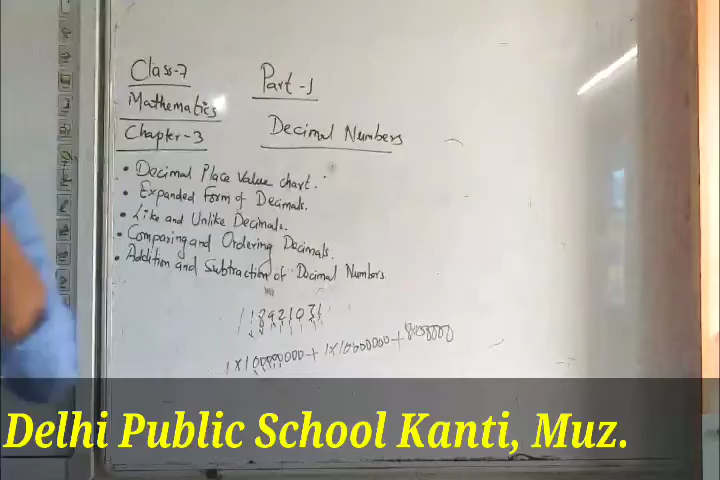 Class-7
Part-1
Mathematics
Chapter-3
Decimal Numbers
• Decimal Place Value chart.
• Expanded Form of Decimals.
• Like and Unlike Decimals.
• Comparing and Ordering Decimals.
• Addition and Subtraction of Decimal Numbers.
Delhi Public School Kanti, Muz.